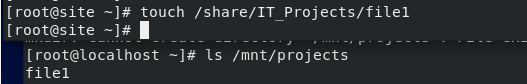 [root@site ~]# touch /share/IT_Projects/file1
[root@site ~]#
[root@localhost ~]# ls /mnt/projects
file1